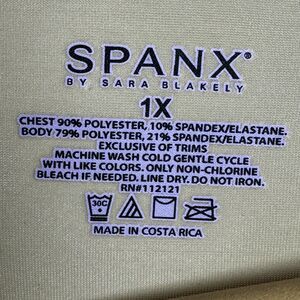 SPANX®
BY SARA BLAKELY
1X
CHEST 90% POLYESTER, 10% SPANDEX/ELASTANE.
BODY 79% POLYESTER, 21% SPANDEX/ELASTANE.
EXCLUSIVE OF TRIMS
MACHINE WASH COLD GENTLE CYCLE
WITH LIKE COLORS. ONLY NON-CHLORINE
BLEACH IF NEEDED. LINE DRY. DO NOT IRON.
RN#112121
30C
MADE IN COSTA RICA